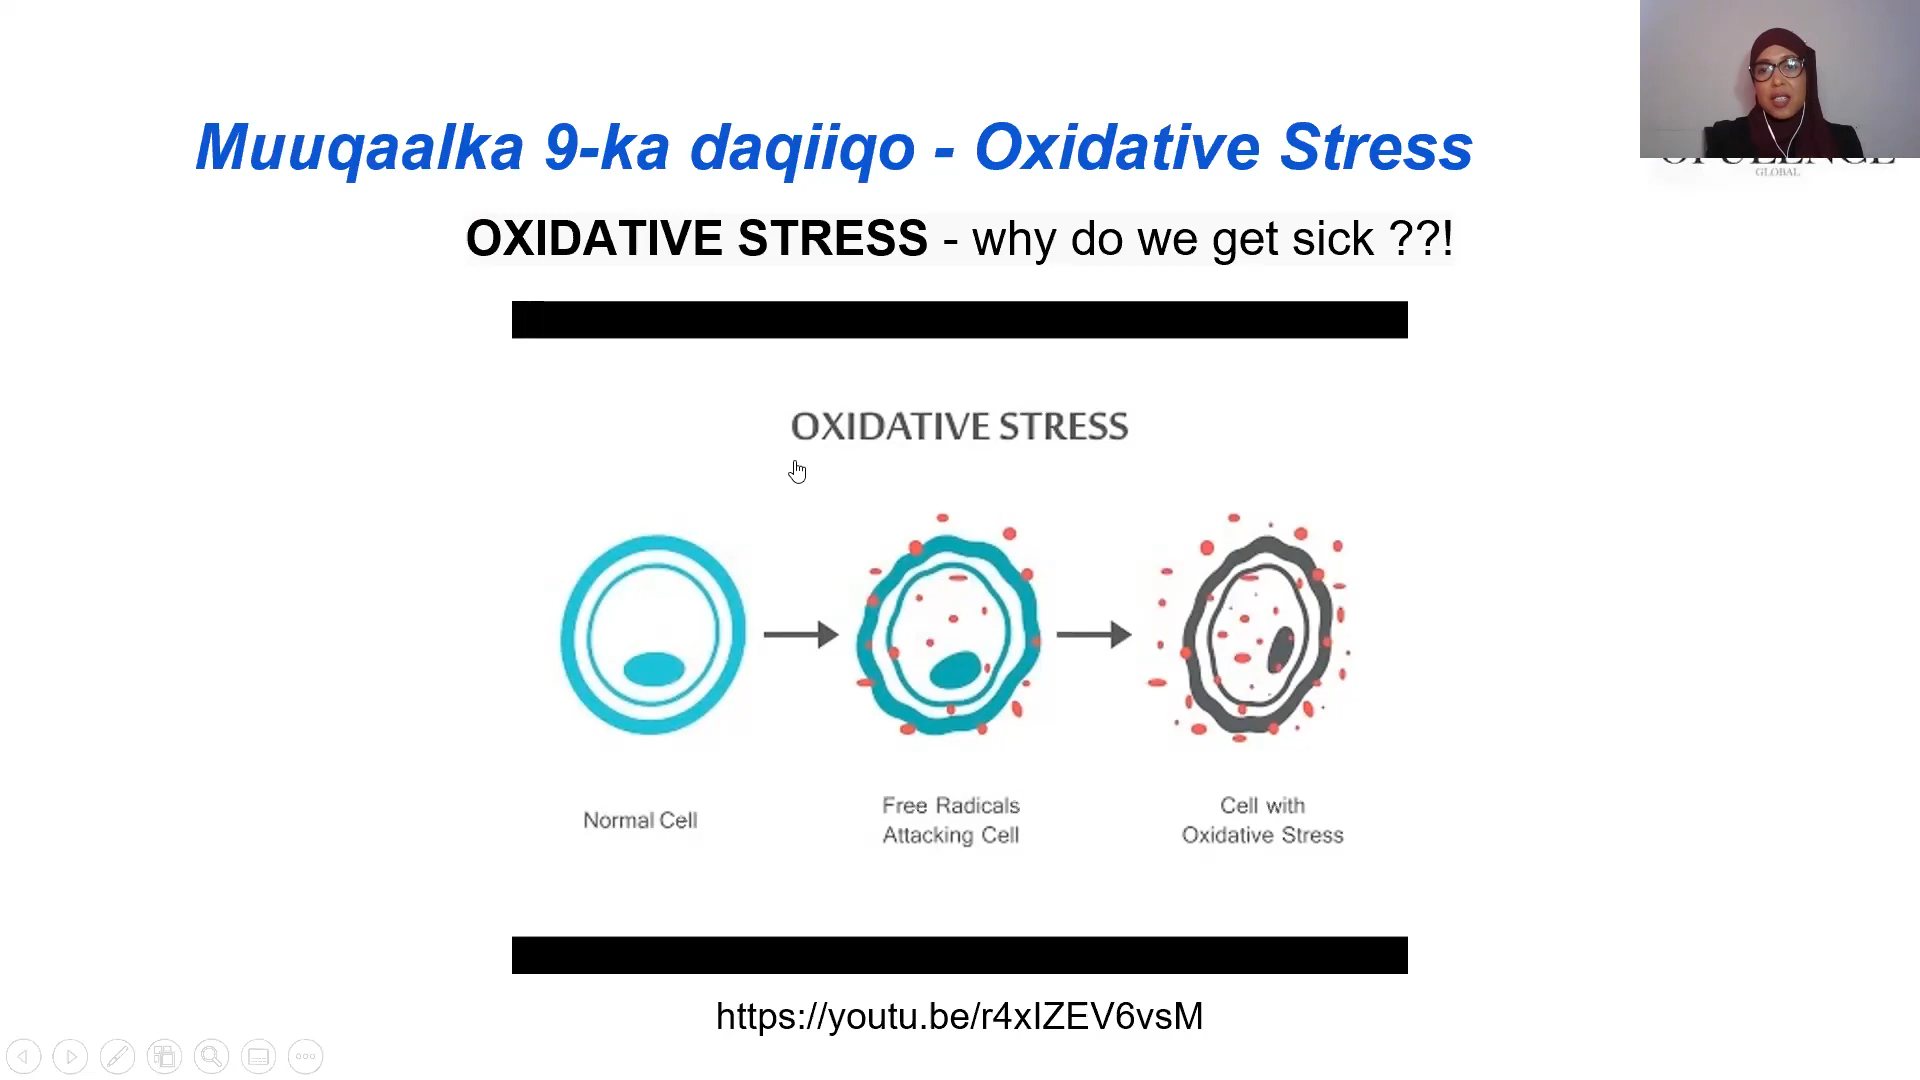 Muuqaalka 9-ka daqiiqo - Oxidative Stress
GLOBAL
OXIDATIVE STRESS - why do we get sick ??!
OXIDATIVE STRESS
Normal Cell
Free Radicals
Attacking Cell
Cell with
Oxidative Stress
https://youtu.be/r4xIZEV6vsM